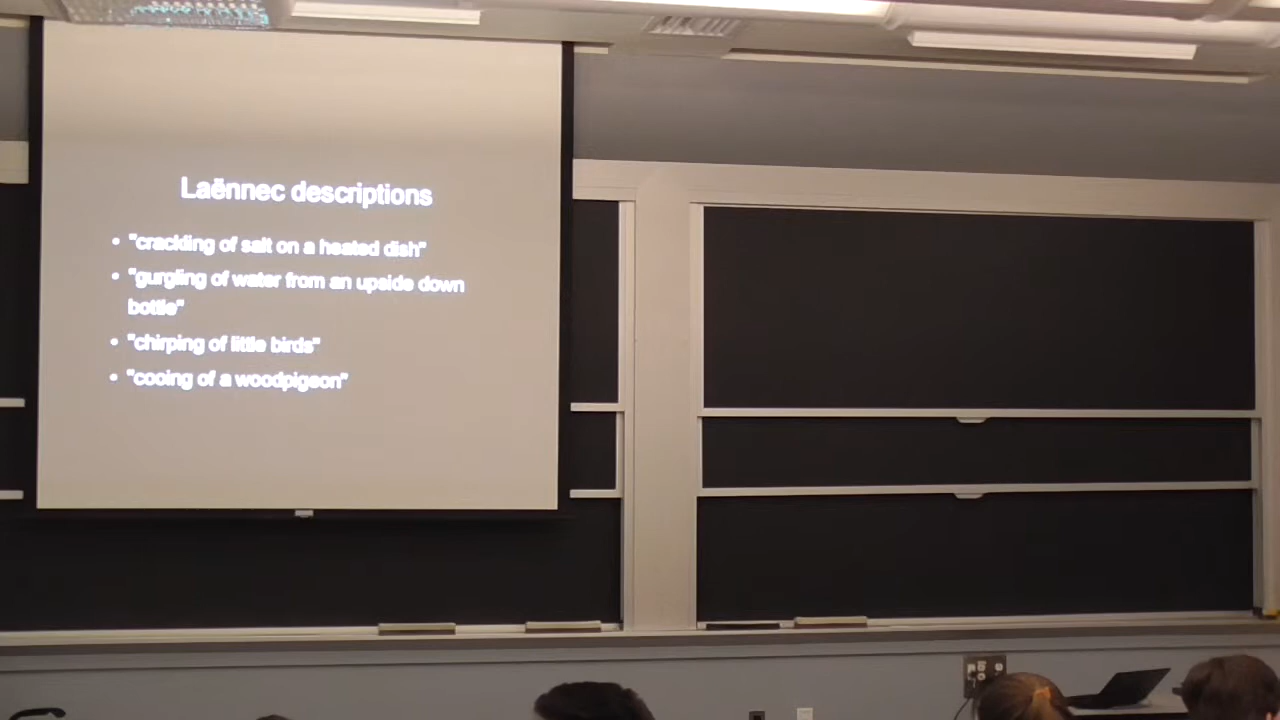 Laënnec descriptions
• "crackling of salt on a heated dish"
• "gurgling of water from an upside down
bottle"
• "chirping of little birds"
• "cooing of a woodpigeon"